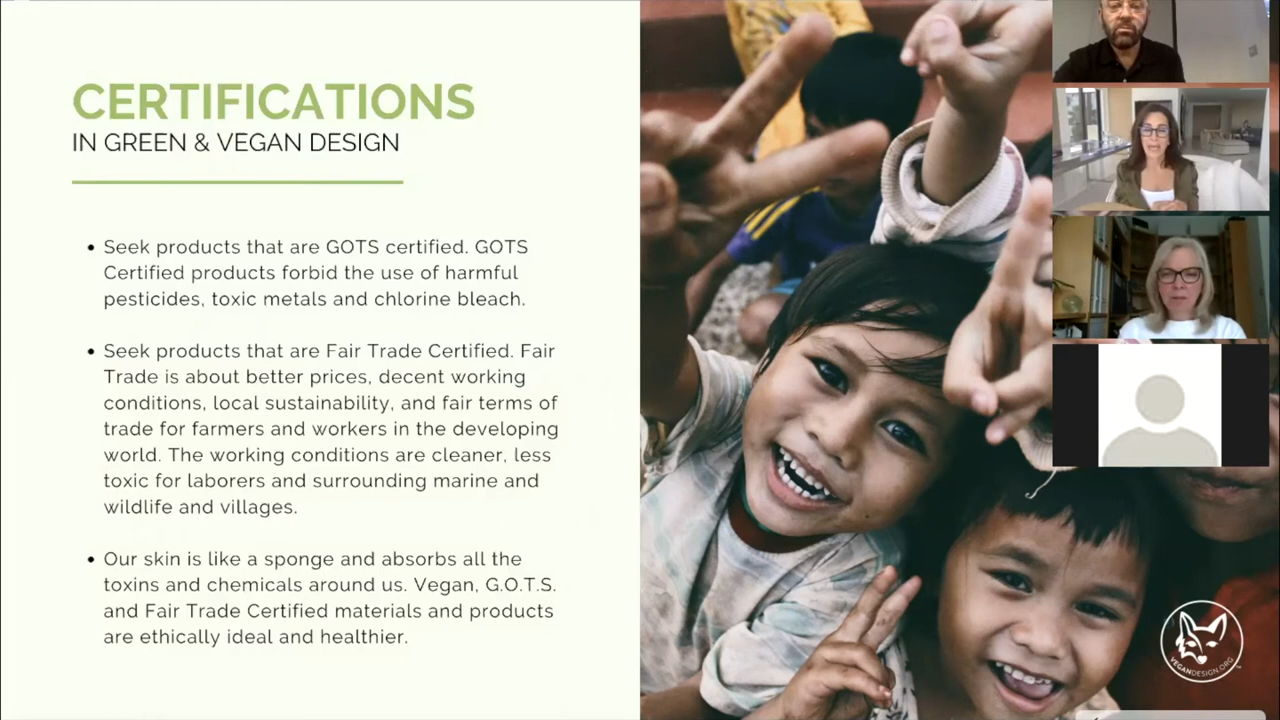 CERTIFICATIONS
IN GREEN & VEGAN DESIGN
• Seek products that are GOTS certified. GOTS
Certified products forbid the use of harmful
pesticides, toxic metals and chlorine bleach.
• Seek products that are Fair Trade Certified. Fair
Trade is about better prices, decent working
conditions, local sustainability, and fair terms of
trade for farmers and workers in the developing
world. The working conditions are cleaner, less
toxic for laborers and surrounding marine and
wildlife and villages.
• Our skin is like a sponge and absorbs all the
toxins and chemicals around us. Vegan, G.O.T.S.
and Fair Trade Certified materials and products
are ethically ideal and healthier.
VEGANDESIGN.ORG